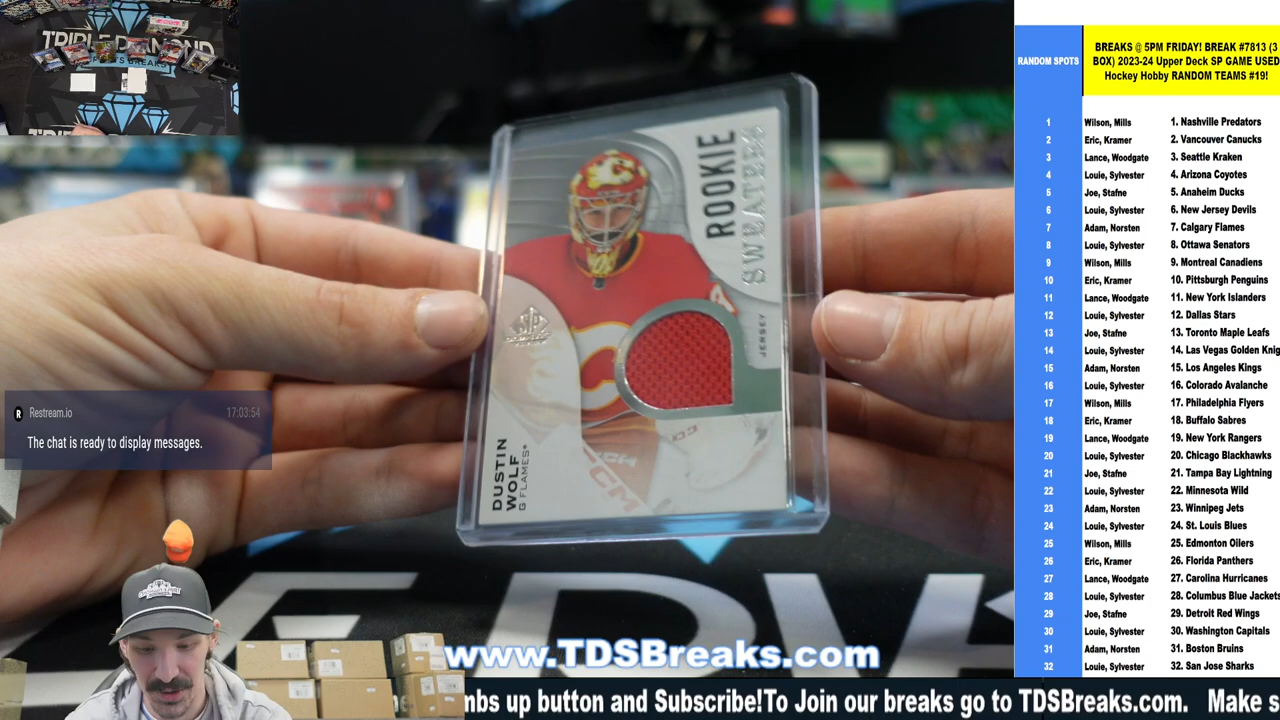 TRIPLE DIAMOND
RANDOM SPOTS
BREAKS @ 5PM FRIDAY! BREAK #7813 (3
BOX) 2023-24 Upper Deck SP GAME USED
Hockey Hobby RANDOM TEAMS #19!
1 Wilson, Mills 1. Nashville Predators
2 Eric, Kramer 2. Vancouver Canucks
3 Lance, Woodgate 3. Seattle Kraken
4 Louie, Sylvester 4. Arizona Coyotes
5 Joe, Stafne 5. Anaheim Ducks
6 Louie, Sylvester 6. New Jersey Devils
7 Adam, Norsten 7. Calgary Flames
8 Louie, Sylvester 8. Ottawa Senators
9 Wilson, Mills 9. Montreal Canadiens
10 Eric, Kramer 10. Pittsburgh Penguins
11 Lance, Woodgate 11. New York Islanders
12 Louie, Sylvester 12. Dallas Stars
13 Joe, Stafne 13. Toronto Maple Leafs
14 Louie, Sylvester 14. Las Vegas Golden Knig
15 Adam, Norsten 15. Los Angeles Kings
16 Louie, Sylvester 16. Colorado Avalanche
17 Wilson, Mills 17. Philadelphia Flyers
18 Eric, Kramer 18. Buffalo Sabres
19 Lance, Woodgate 19. New York Rangers
20 Louie, Sylvester 20. Chicago Blackhawks
21 Joe, Stafne 21. Tampa Bay Lightning
22 Louie, Sylvester 22. Minnesota Wild
23 Adam, Norsten 23. Winnipeg Jets
24 Louie, Sylvester 24. St. Louis Blues
25 Wilson, Mills 25. Edmonton Oilers
26 Eric, Kramer 26. Florida Panthers
27 Lance, Woodgate 27. Carolina Hurricanes
28 Louie, Sylvester 28. Columbus Blue Jackets
29 Joe, Stafne 29. Detroit Red Wings
30 Louie, Sylvester 30. Washington Capitals
31 Adam, Norsten 31. Boston Bruins
32 Louie, Sylvester 32. San Jose Sharks
ROOKIE
SWEATERS
JERSEY
DUSTIN
WOLF
G FLAMES
Restream.io 17:03:54
The chat is ready to display messages.
www.TDSBreaks.com
mbs up button and Subscribe!To Join our breaks go to TDSBreaks.com. Make s